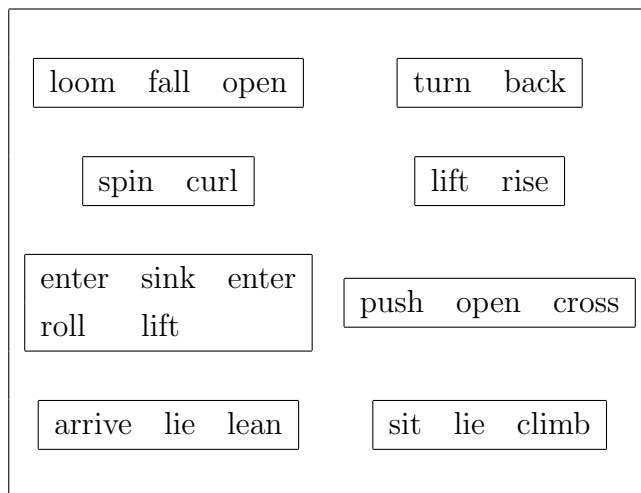 loom fall open
turn back
spin curl
lift rise
enter sink enter
roll lift
push open cross
arrive lie lean
sit lie climb